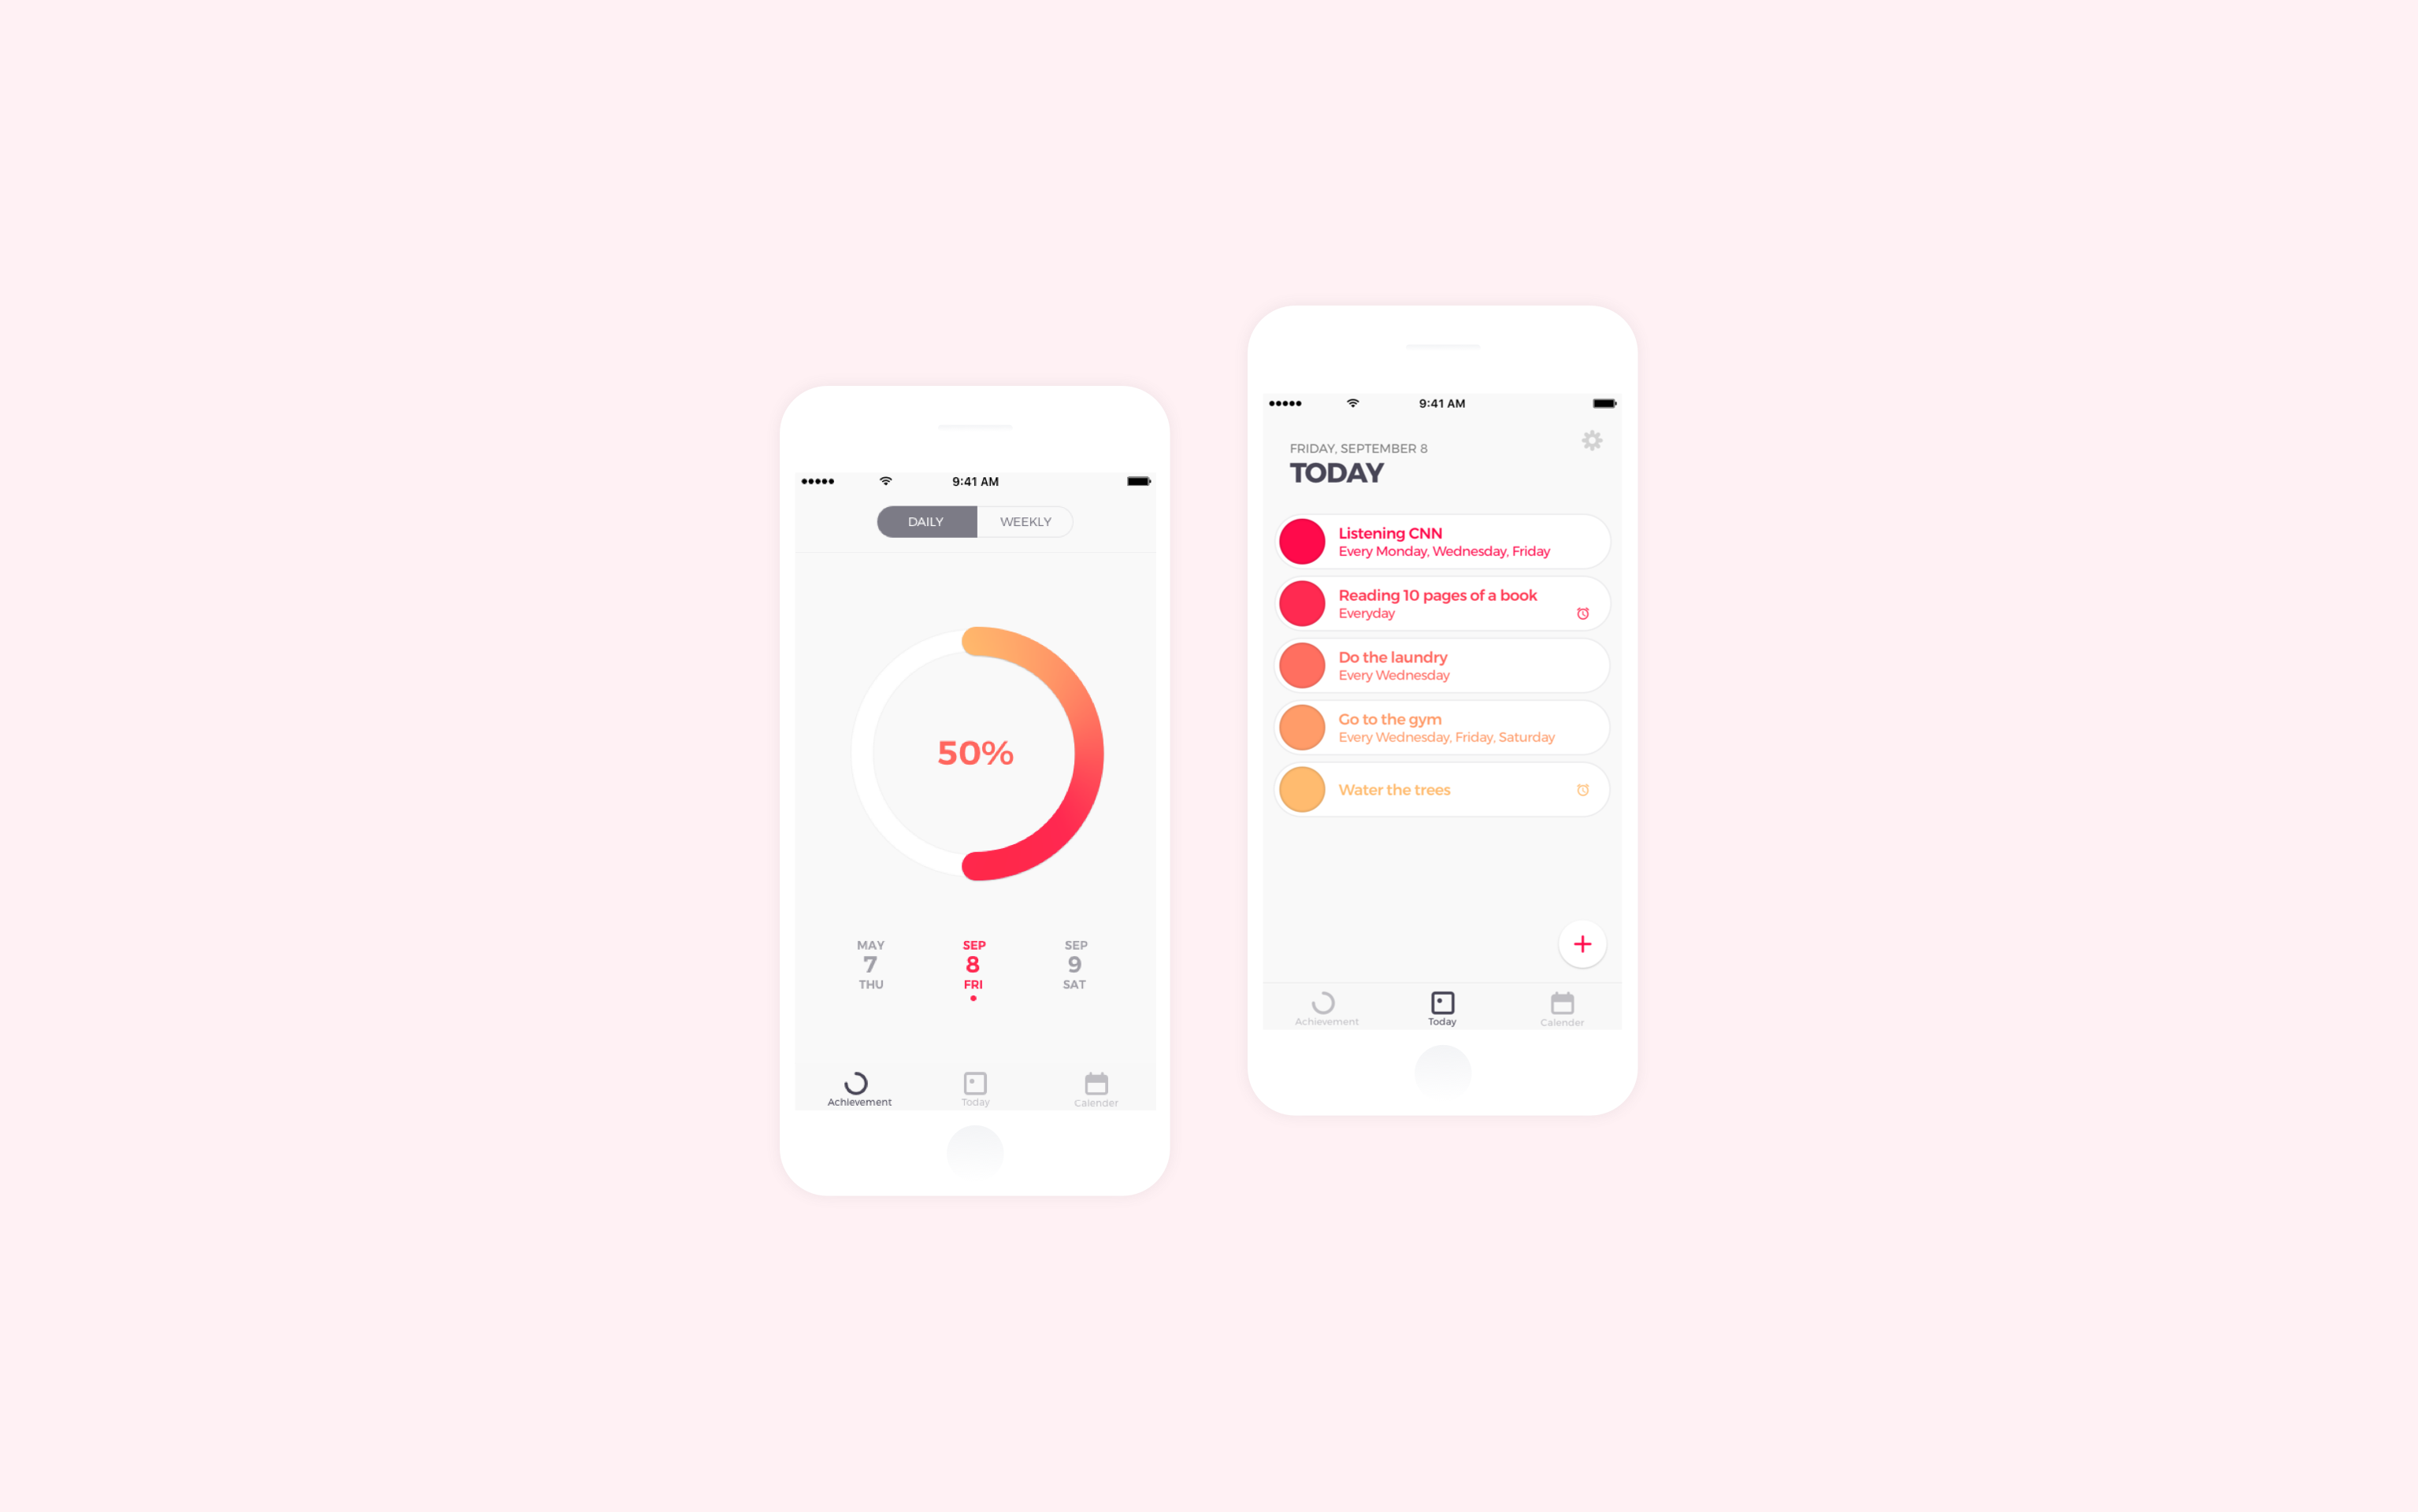 9:41 AM
DAILY
WEEKLY
50%
MAY
7
THU
SEP
8
FRI
SEP
9
SAT
Achievement
Today
Calender
9:41 AM
FRIDAY, SEPTEMBER 8
TODAY
Listening CNN
Every Monday, Wednesday, Friday
Reading 10 pages of a book
Everyday
Do the laundry
Every Wednesday
Go to the gym
Every Wednesday, Friday, Saturday
Water the trees
Achievement
Today
Calender